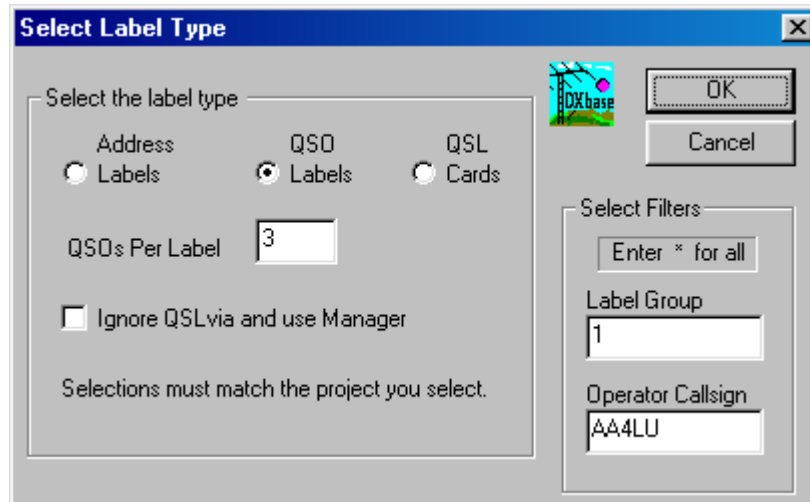 Select Label Type
DXbase
OK
Cancel
Select the label type
Address Labels
QSO Labels
QSL Cards
QSOs Per Label 3
Ignore QSLvia and use Manager
Selections must match the project you select.
Select Filters
Enter * for all
Label Group
1
Operator Callsign
AA4LU